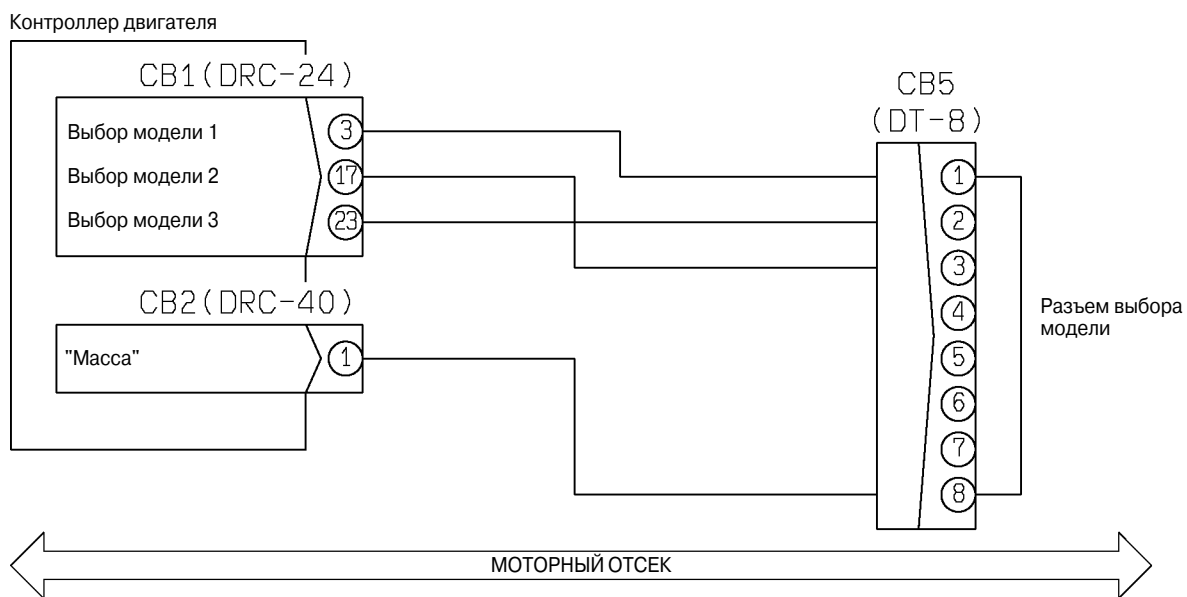 Контроллер двигателя
CB1(DRC-24)
Выбор модели 1
3
Выбор модели 2
17
Выбор модели 3
23
CB2(DRC-40)
"Масса"
1
CB5
(DT-8)
1
2
3
4
5
6
7
8
Разъем выбора
модели
МОТОРНЫЙ ОТСЕК